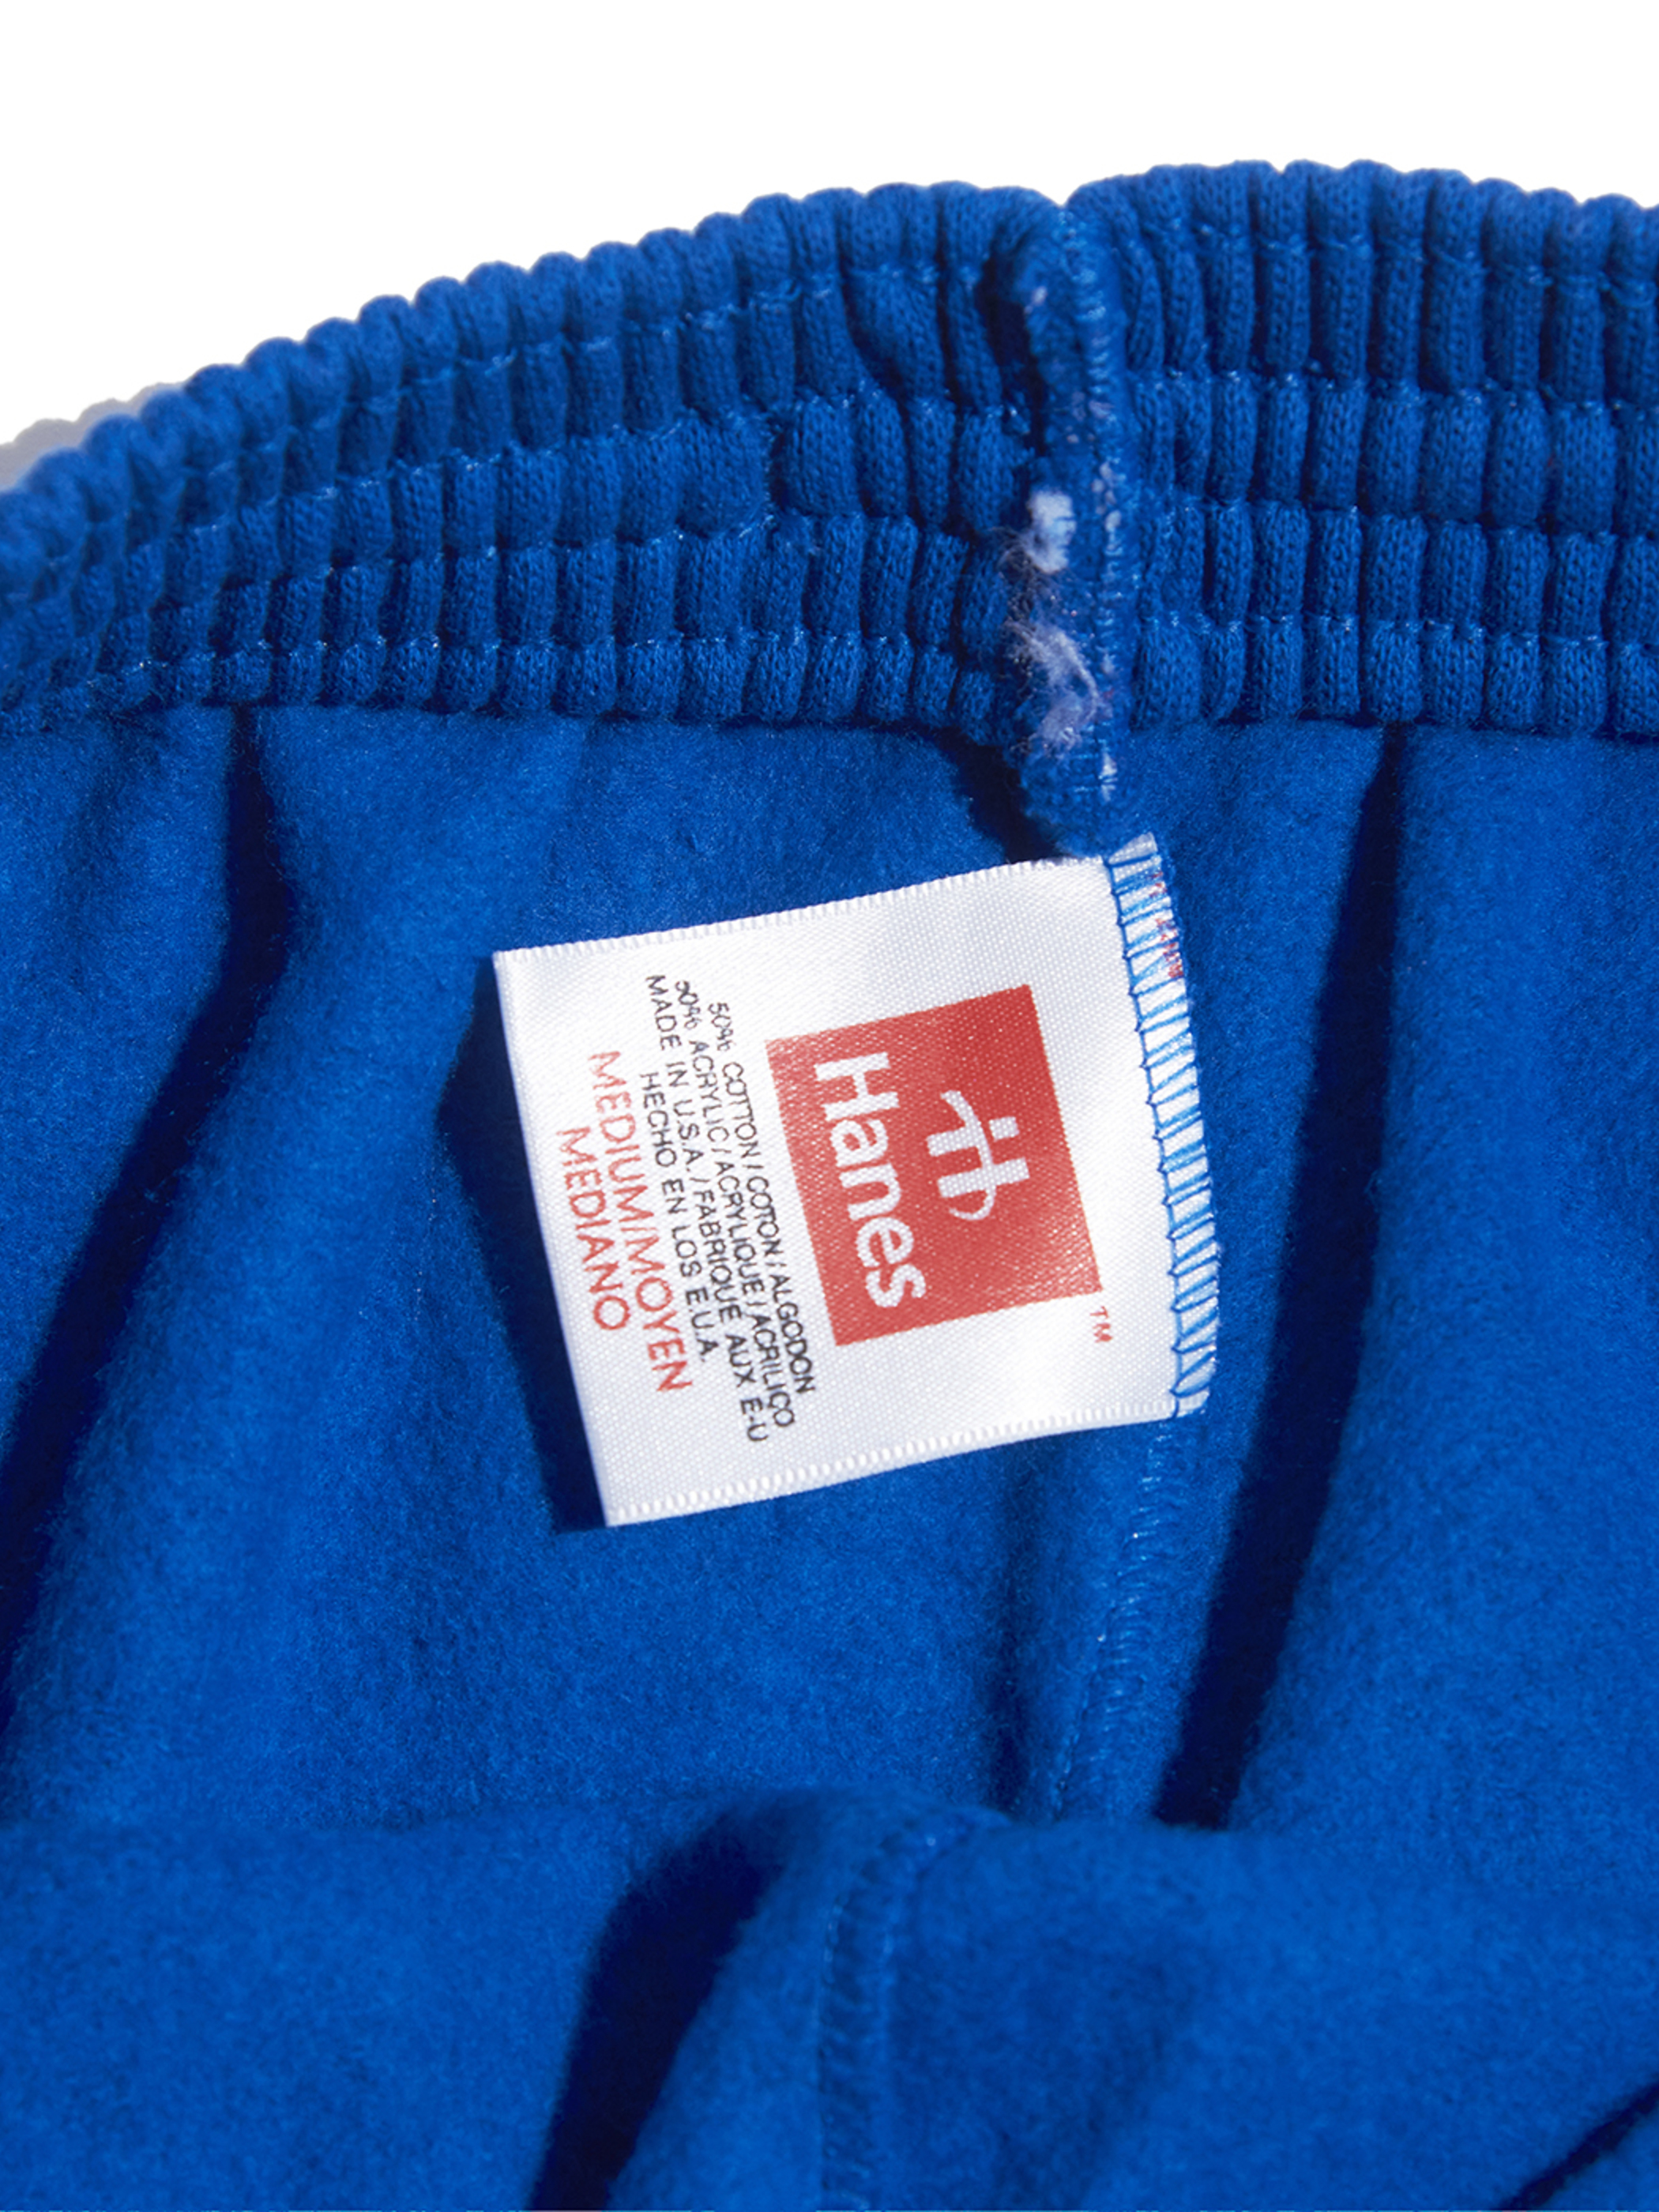 Hanes
TM
50% COTTON/COTON/ALGODON
50% ACRYLIC/ACRYLIQUE/ACRILICO
MADE IN U.S.A./FABRIQUÉ AUX E-U
HECHO EN LOS E.U.A.
MEDIUM/MOYEN
MEDIANO